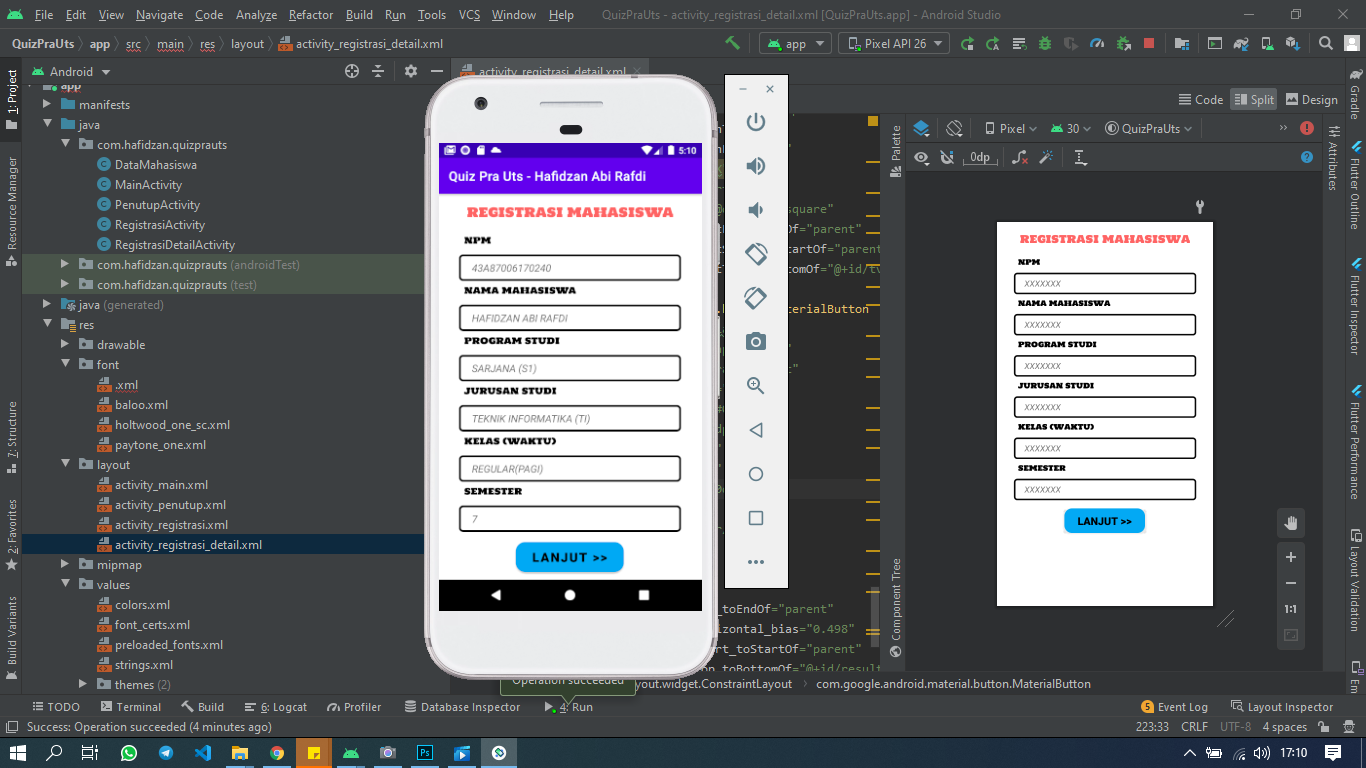 File Edit View Navigate Code Analyze Refactor Build Run Tools VCS Window Help QuizPraUts - activity_registrasi_detail.xml [QuizPraUts.app] - Android Studio
QuizPraUts app src main res layout activity_registrasi_detail.xml app Pixel API 26
1: Project
Resource Manager
7: Structure
2: Favorites
Build Variants
Android
app
manifests
java
com.hafidzan.quizprauts
DataMahasiswa
MainActivity
PenutupActivity
RegistrasiActivity
RegistrasiDetailActivity
com.hafidzan.quizprauts (androidTest)
com.hafidzan.quizprauts (test)
java (generated)
res
drawable
font
.xml
baloo.xml
holtwood_one_sc.xml
paytone_one.xml
layout
activity_main.xml
activity_penutup.xml
activity_registrasi.xml
activity_registrasi_detail.xml
mipmap
values
colors.xml
font_certs.xml
preloaded_fonts.xml
strings.xml
themes (2)
activity_registrasi_detail.xml
5:10
Quiz Pra Uts - Hafidzan Abi Rafdi
REGISTRASI MAHASISWA
NPM
43A87006170240
NAMA MAHASISWA
HAFIDZAN ABI RAFDI
PROGRAM STUDI
SARJANA (S1)
JURUSAN STUDI
TEKNIK INFORMATIKA (TI)
KELAS (WAKTU)
REGULAR(PAGI)
SEMESTER
7
LANJUT >>
square"
Of="parent"
tartOf="parent
tomOf="@+id/tv
terialButton
_toEndOf="parent"
izontal_bias="0.498"
rt_toStartOf="parent"
op_toBottomOf="@+id/resul
Operation succeeded
yout.widget.ConstraintLayout com.google.android.material.button.MaterialButton
Code Split Design
Palette
Component Tree
Pixel 30 QuizPraUts
0dp
REGISTRASI MAHASISWA
NPM
XXXXXXX
NAMA MAHASISWA
XXXXXXX
PROGRAM STUDI
XXXXXXX
JURUSAN STUDI
XXXXXXX
KELAS (WAKTU)
XXXXXXX
SEMESTER
XXXXXXX
LANJUT >>
1:1
Attributes
Gradle
Flutter Outline
Flutter Inspector
Flutter Performance
Layout Validation
Em
TODO Terminal Build 6: Logcat Profiler Database Inspector 4: Run 5 Event Log Layout Inspector
Success: Operation succeeded (4 minutes ago) 223:33 CRLF UTF-8 4 spaces
17:10